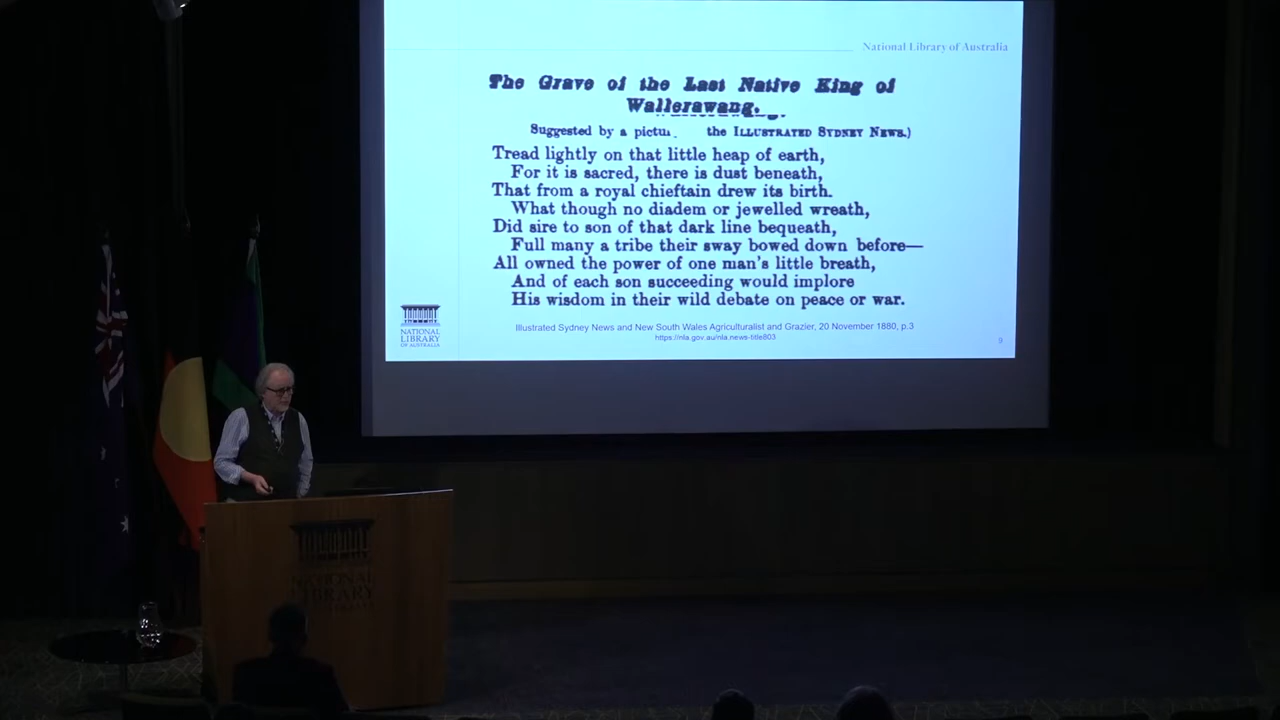 National Library of Australia
The Grave of the Last Native King of
Wallerawang.
Suggested by a pictu. the ILLUSTRATED SYDNEY NEWS.)
Tread lightly on that little heap of earth,
For it is sacred, there is dust beneath,
That from a royal chieftain drew its birth.
What though no diadem or jewelled wreath,
Did sire to son of that dark line bequeath,
Full many a tribe their sway bowed down before—
All owned the power of one man's little breath,
And of each son succeeding would implore
His wisdom in their wild debate on peace or war.
Illustrated Sydney News and New South Wales Agriculturalist and Grazier, 20 November 1880, p.3
https://nla.gov.au/nla.news-title803
NATIONAL
LIBRARY
OF AUSTRALIA
9
NATIONAL
LIBRARY